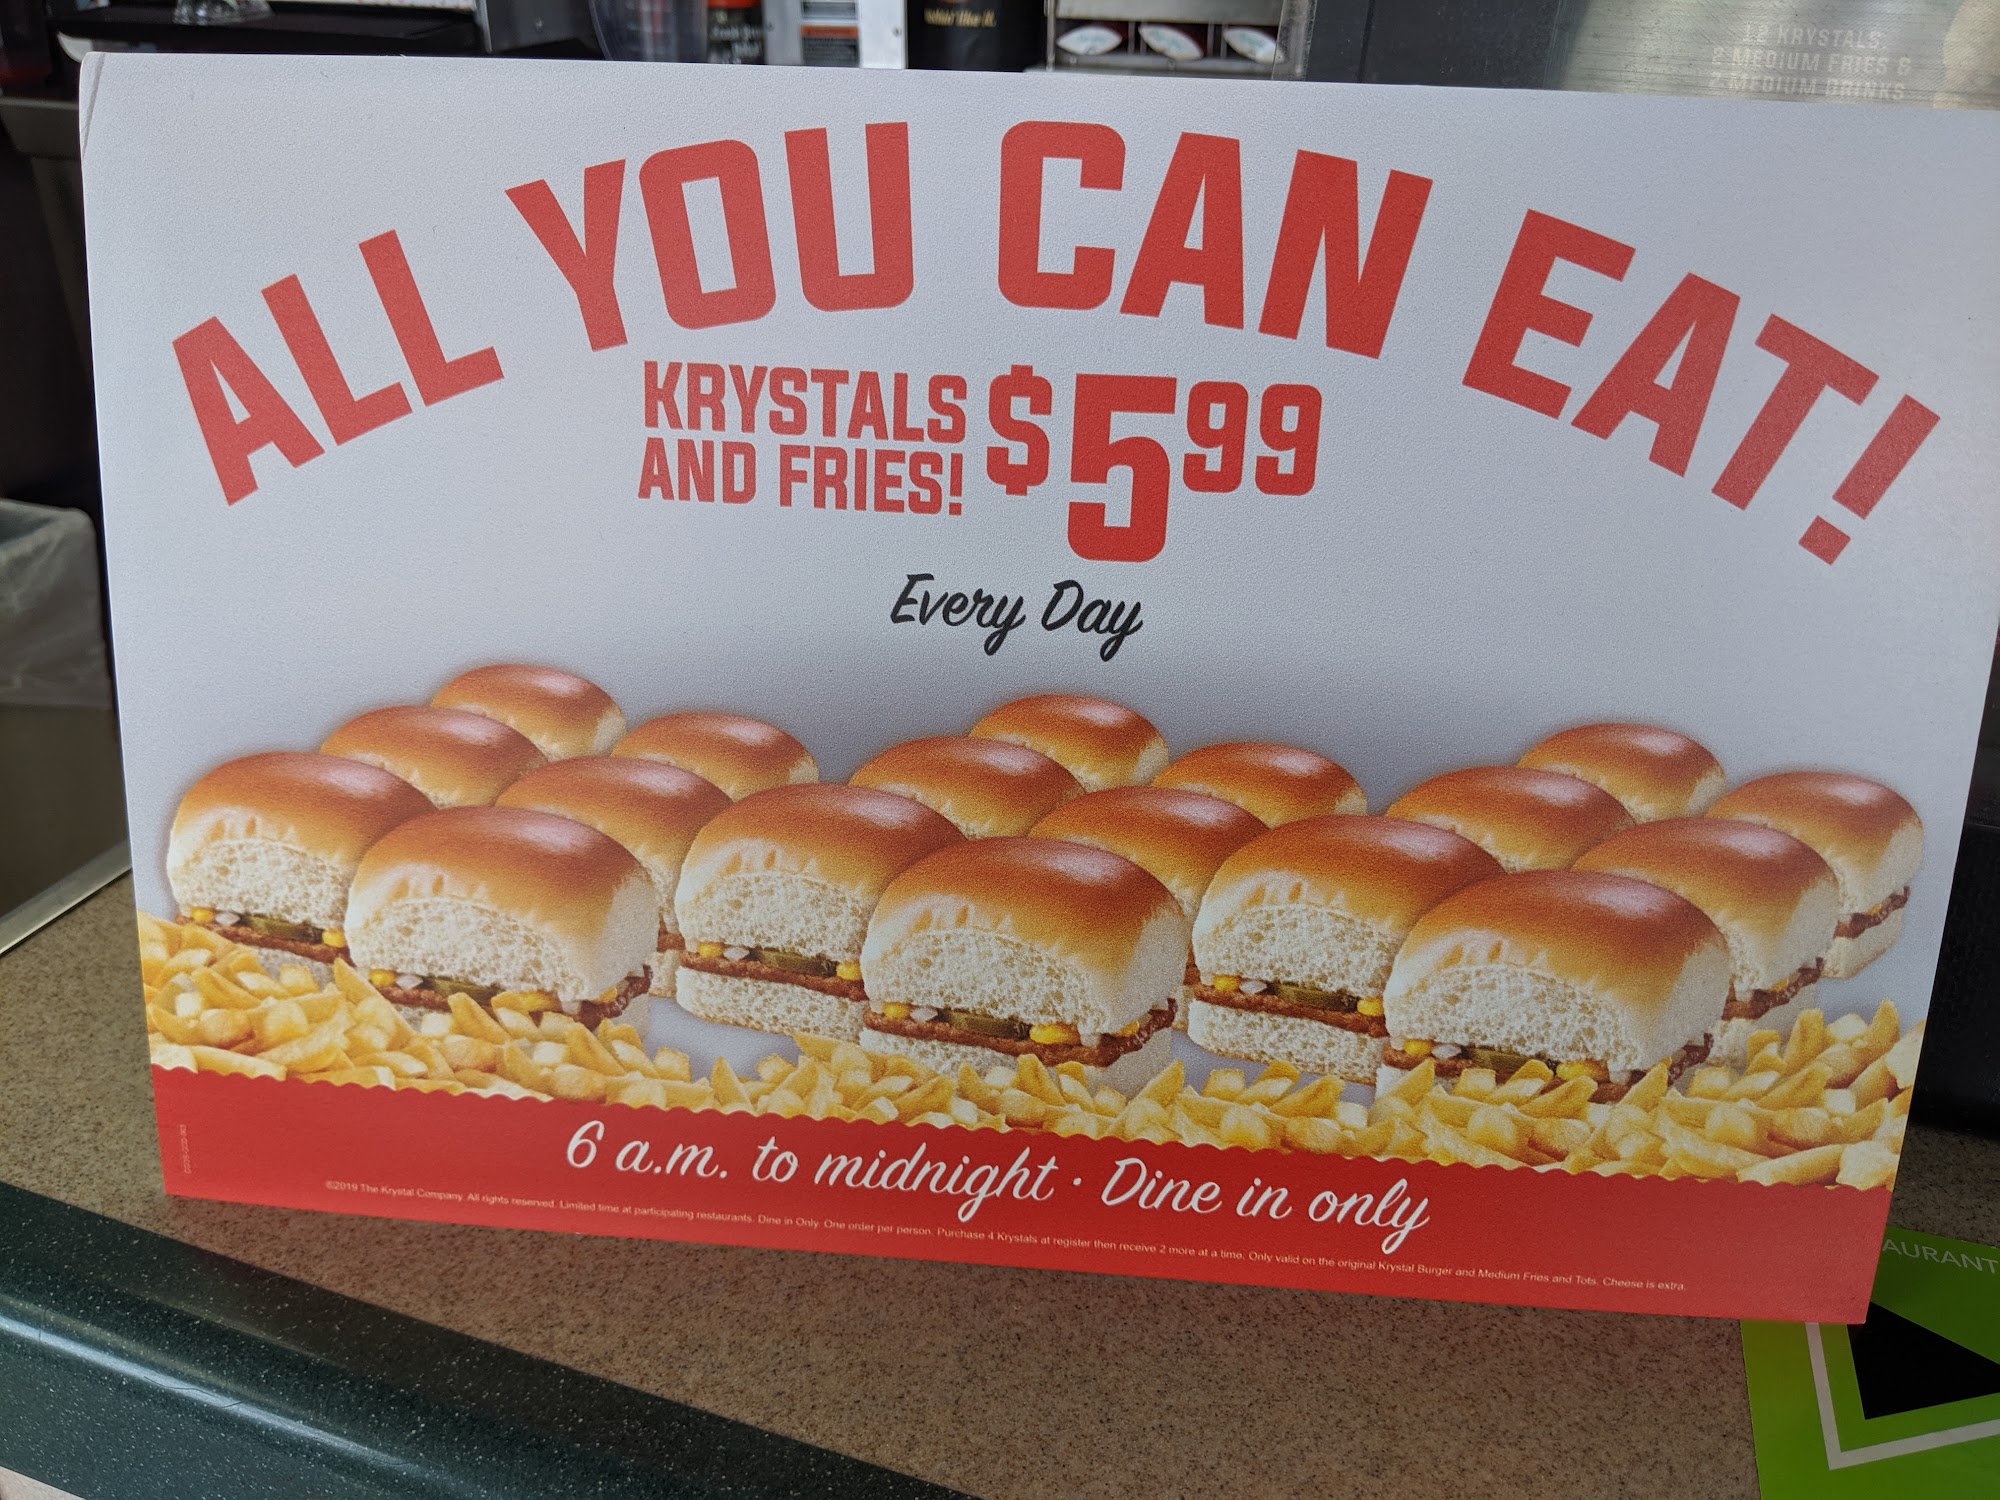 12 KRYSTALS,
2 MEDIUM FRIES &
2 MEDIUM DRINKS
ALL YOU CAN EAT!
KRYSTALS
AND FRIES!
$5.99
Every Day
6 a.m. to midnight · Dine in only
©2019 The Krystal Company. All rights reserved. Limited time at participating restaurants. Dine in Only. One order per person. Purchase 4 Krystals at register then receive 2 more at a time. Only valid on the original Krystal Burger and Medium Fries and Tots. Cheese is extra.
AURANT